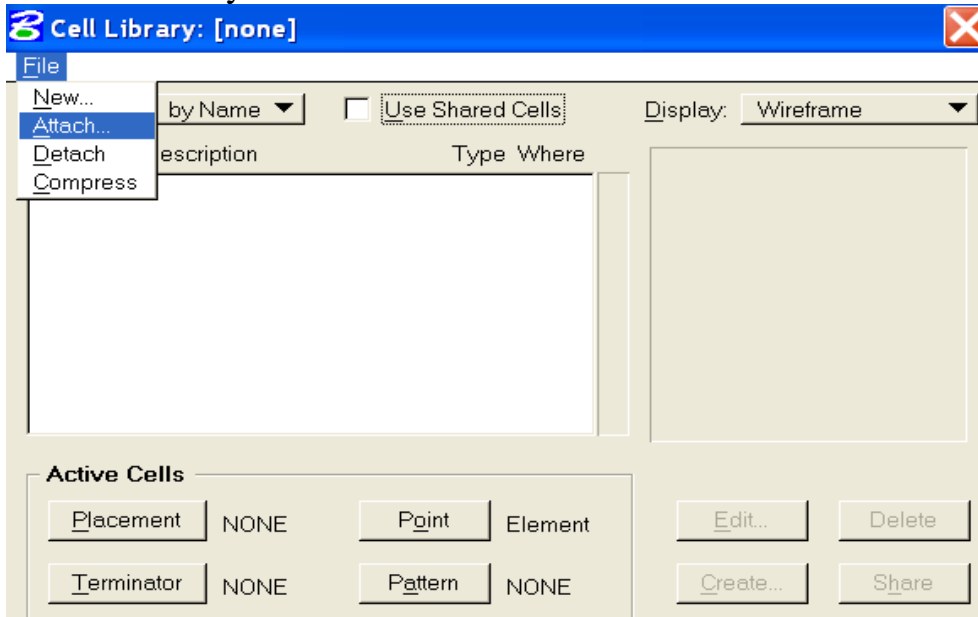 Cell Library: [none]
File
New...
Attach...
Detach
Compress
by Name
Use Shared Cells
Display: Wireframe
escription Type Where
Active Cells
Placement NONE Point Element Edit... Delete
Terminator NONE Pattern NONE Create... Share